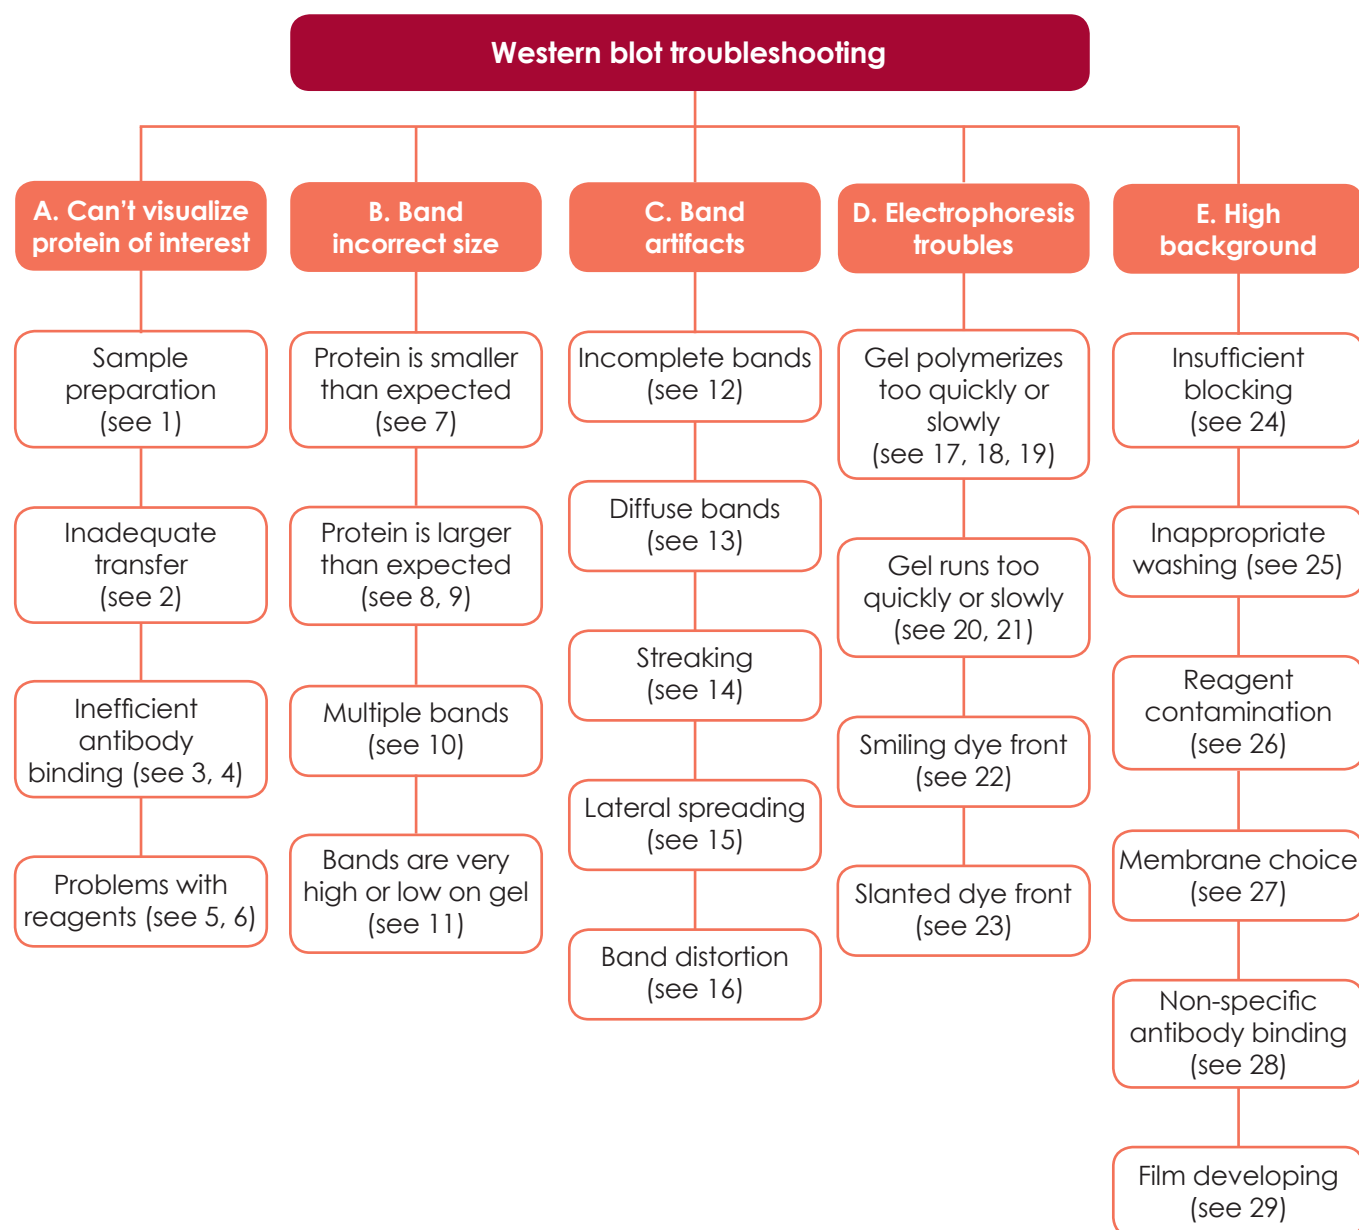 Western blot troubleshooting
A. Can’t visualize
protein of interest
Sample
preparation
(see 1)
Inadequate
transfer
(see 2)
Inefficient
antibody
binding (see 3, 4)
Problems with
reagents (see 5, 6)
B. Band
incorrect size
Protein is smaller
than expected
(see 7)
Protein is larger
than expected
(see 8, 9)
Multiple bands
(see 10)
Bands are very
high or low on gel
(see 11)
C. Band
artifacts
Incomplete bands
(see 12)
Diffuse bands
(see 13)
Streaking
(see 14)
Lateral spreading
(see 15)
Band distortion
(see 16)
D. Electrophoresis
troubles
Gel polymerizes
too quickly or
slowly
(see 17, 18, 19)
Gel runs too
quickly or slowly
(see 20, 21)
Smiling dye front
(see 22)
Slanted dye front
(see 23)
E. High
background
Insufficient
blocking
(see 24)
Inappropriate
washing (see 25)
Reagent
contamination
(see 26)
Membrane choice
(see 27)
Non-specific
antibody binding
(see 28)
Film developing
(see 29)